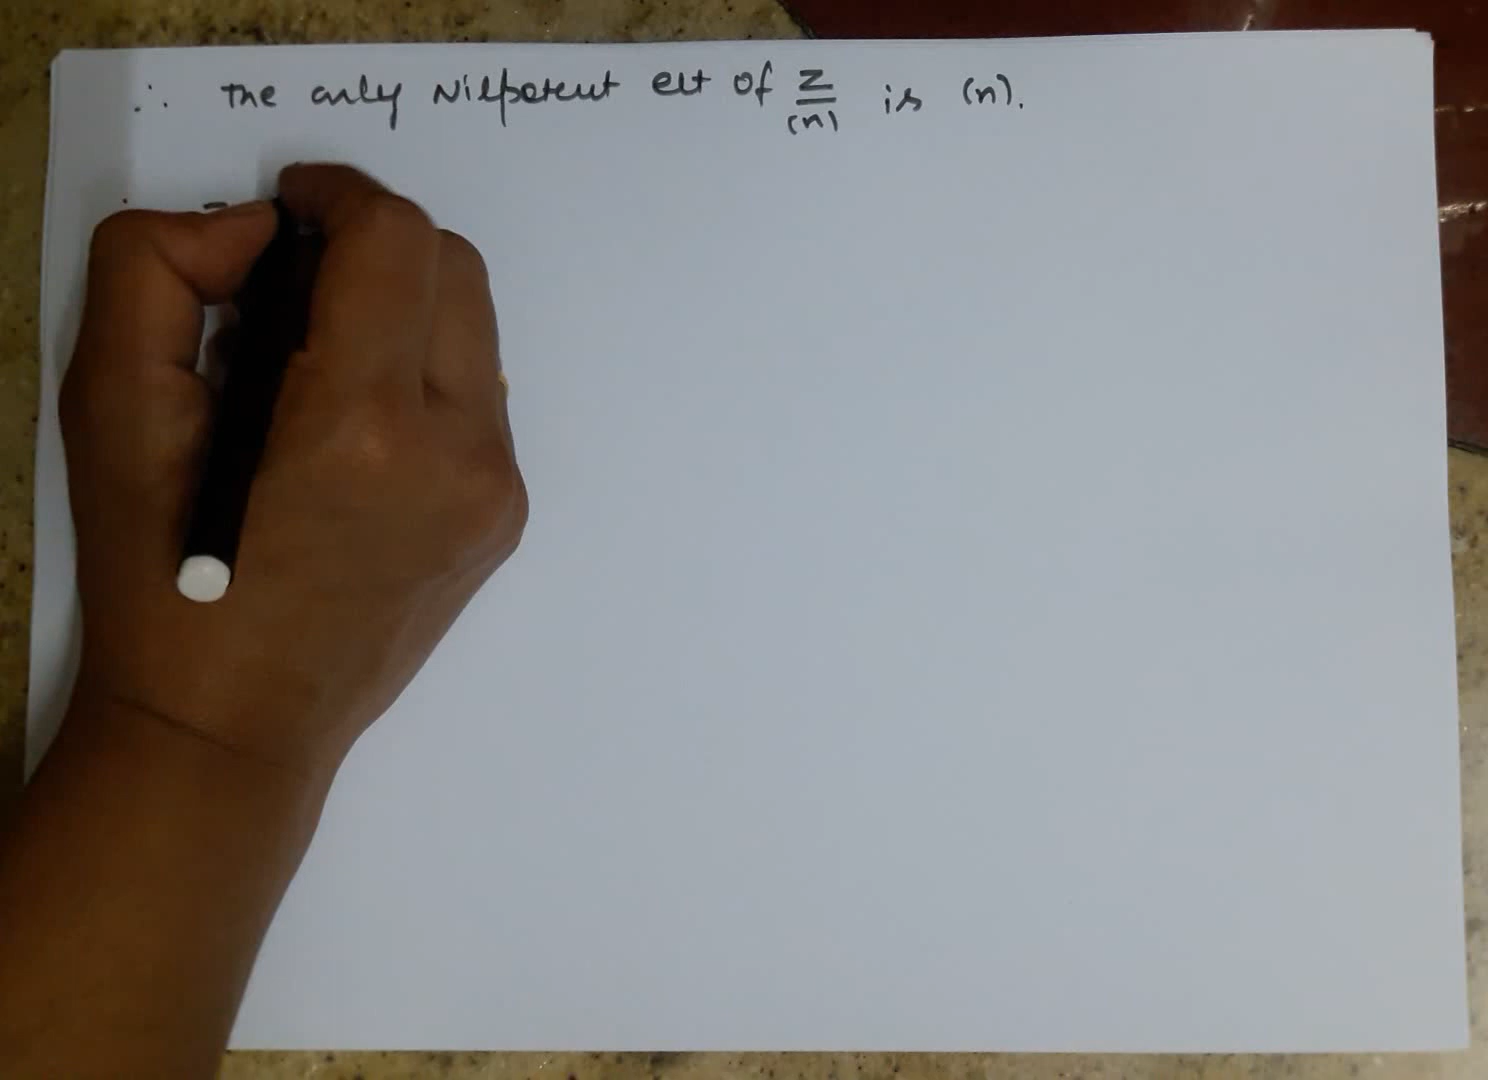 ∴ The only Nilpotent elt of Z/(n) is (n).